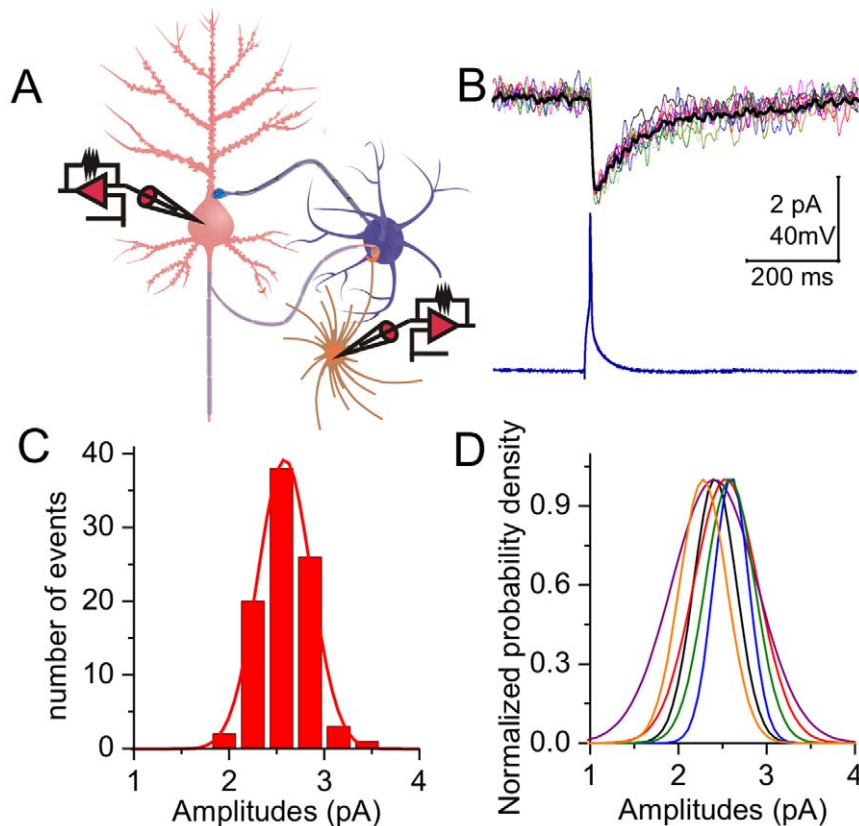 A
B
2 pA
40mV
200 ms
C
40
30
20
10
0
number of events
1
2
3
4
Amplitudes (pA)
D
Normalized probability density
0.9
0.6
0.3
0.0
1
2
3
4
Amplitudes (pA)